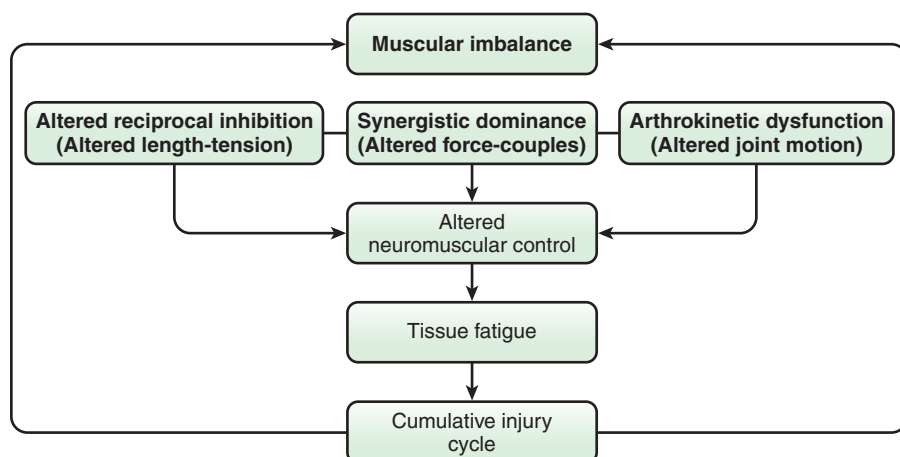 Muscular imbalance
Altered reciprocal inhibition
(Altered length-tension)
Synergistic dominance
(Altered force-couples)
Arthrokinetic dysfunction
(Altered joint motion)
Altered
neuromuscular control
Tissue fatigue
Cumulative injury
cycle